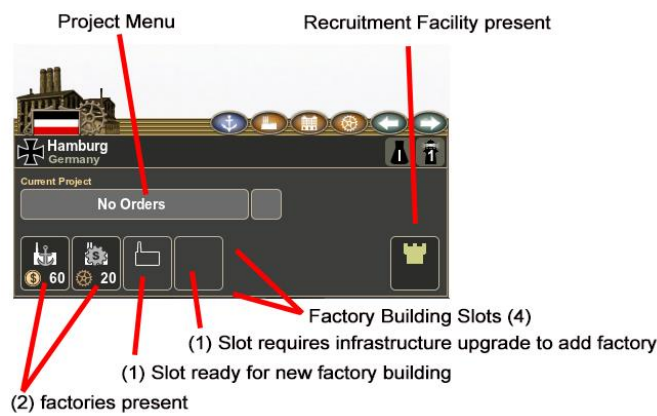 Project Menu
Recruitment Facility present
Hamburg
Germany
I
1
Current Project
No Orders
$ 60
$ 20
Factory Building Slots (4)
(1) Slot requires infrastructure upgrade to add factory
(1) Slot ready for new factory building
(2) factories present